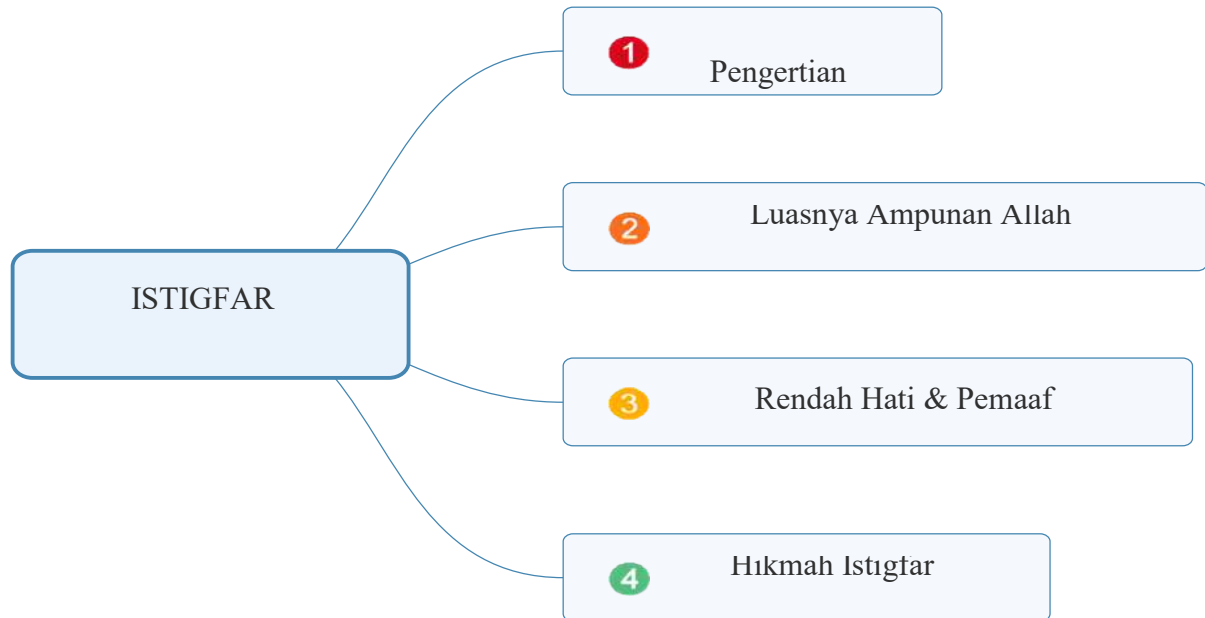 1
Pengertian
2
Luasnya Ampunan Allah
ISTIGFAR
3
Rendah Hati & Pemaaf
4
Hikmah Istigfar